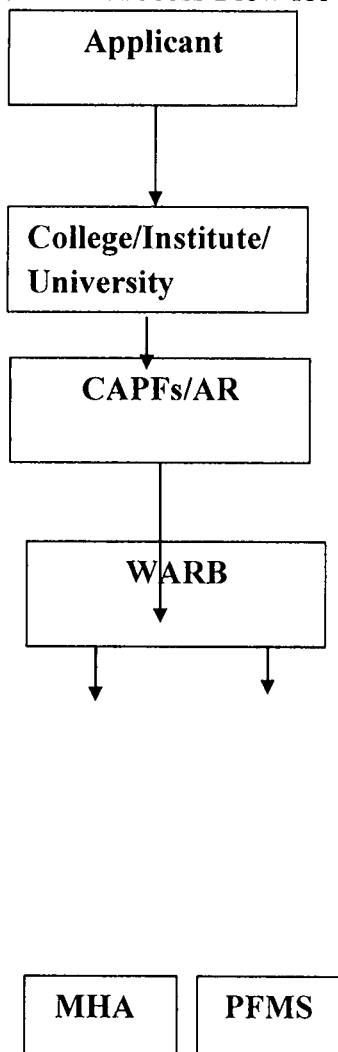 Applicant
College/Institute/
University
CAPFs/AR
WARB
MHA PFMS